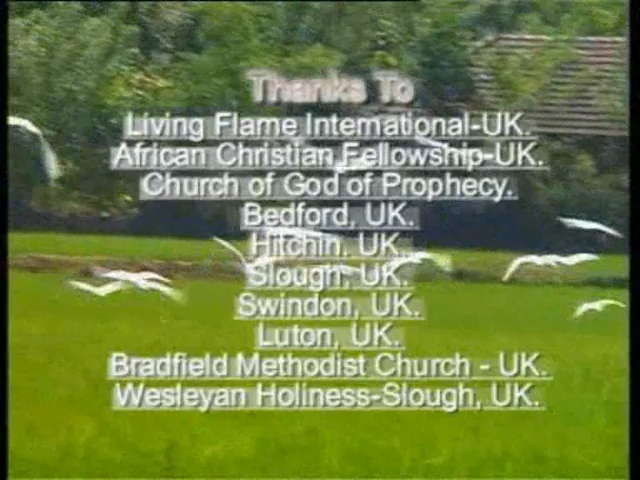 Thanks To
Living Flame International-UK.
African Christian Fellowship-UK.
Church of God of Prophecy.
Bedford, UK.
Hitchin. UK.
Slough. UK.
Swindon, UK.
Luton, UK.
Bradfield Methodist Church - UK.
Wesleyan Holiness-Slough, UK.